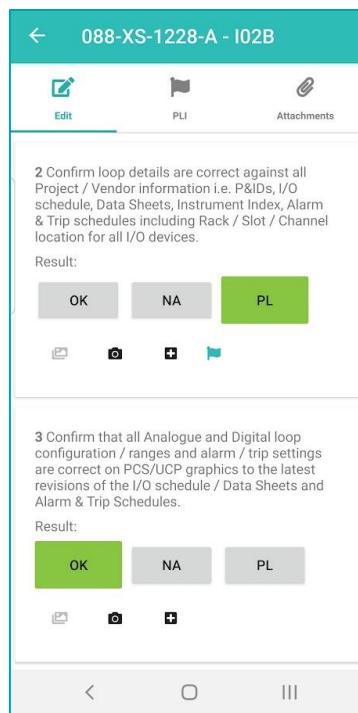 088-XS-1228-A - I02B
Edit
PLI
Attachments
2 Confirm loop details are correct against all
Project / Vendor information i.e. P&IDs, I/O
schedule, Data Sheets, Instrument Index, Alarm
& Trip schedules including Rack / Slot / Channel
location for all I/O devices.
Result:
OK
NA
PL
3 Confirm that all Analogue and Digital loop
configuration / ranges and alarm / trip settings
are correct on PCS/UCP graphics to the latest
revisions of the I/O schedule / Data Sheets and
Alarm & Trip Schedules.
Result:
OK
NA
PL